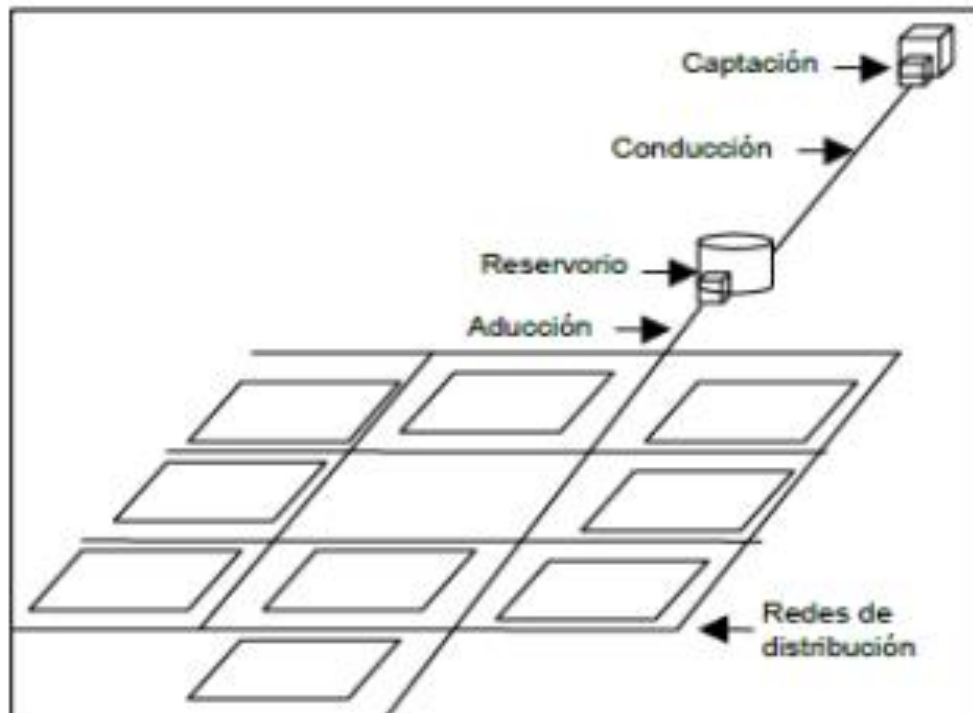 Captación
Conducción
Reservorio
Aducción
Redes de
distribución